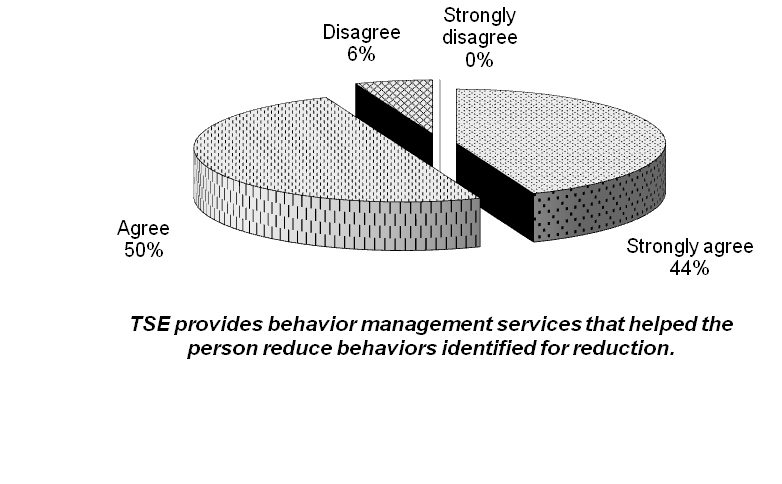 Disagree
6%
Strongly
disagree
0%
Agree
50%
Strongly agree
44%
TSE provides behavior management services that helped the
person reduce behaviors identified for reduction.